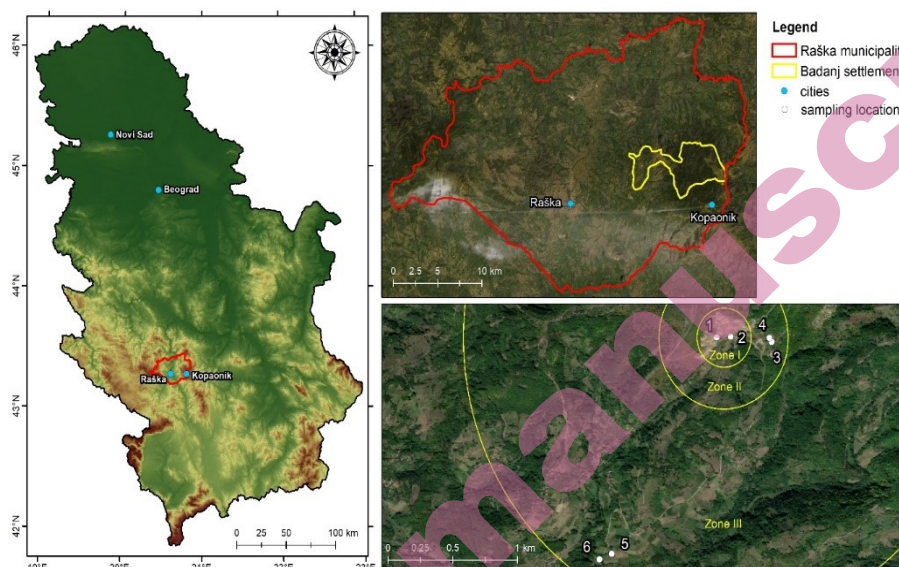 46°N
45°N
44°N
43°N
42°N
Novi Sad
Beograd
Raška
Kopaonik
0 25 50 100 km
20°E
21°E
Raška
Kopaonik
0 2.5 5 10 km
Legend
Raška municipalit
Badanj settlemen
cities
sampling location
1
2
4
3
Zone I
Zone II
Zone III
6
5
0 0.25 0.5 1 km
manusc